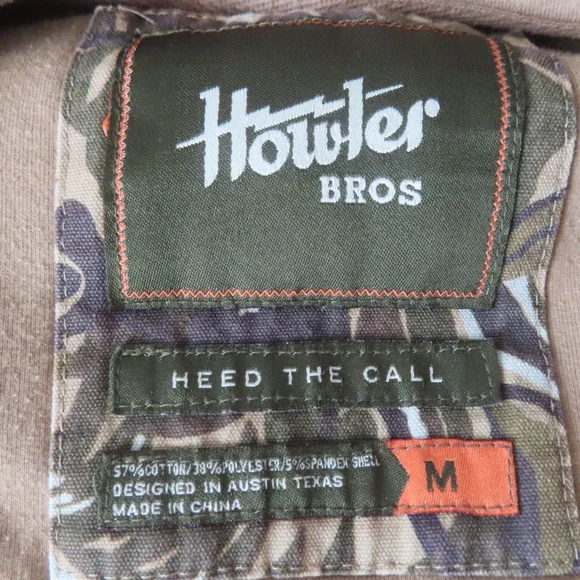 Howler
BROS
HEED THE CALL
57%COTTON/38%POLYESTER/5%SPANDEX SHELL
DESIGNED IN AUSTIN TEXAS
MADE IN CHINA
M